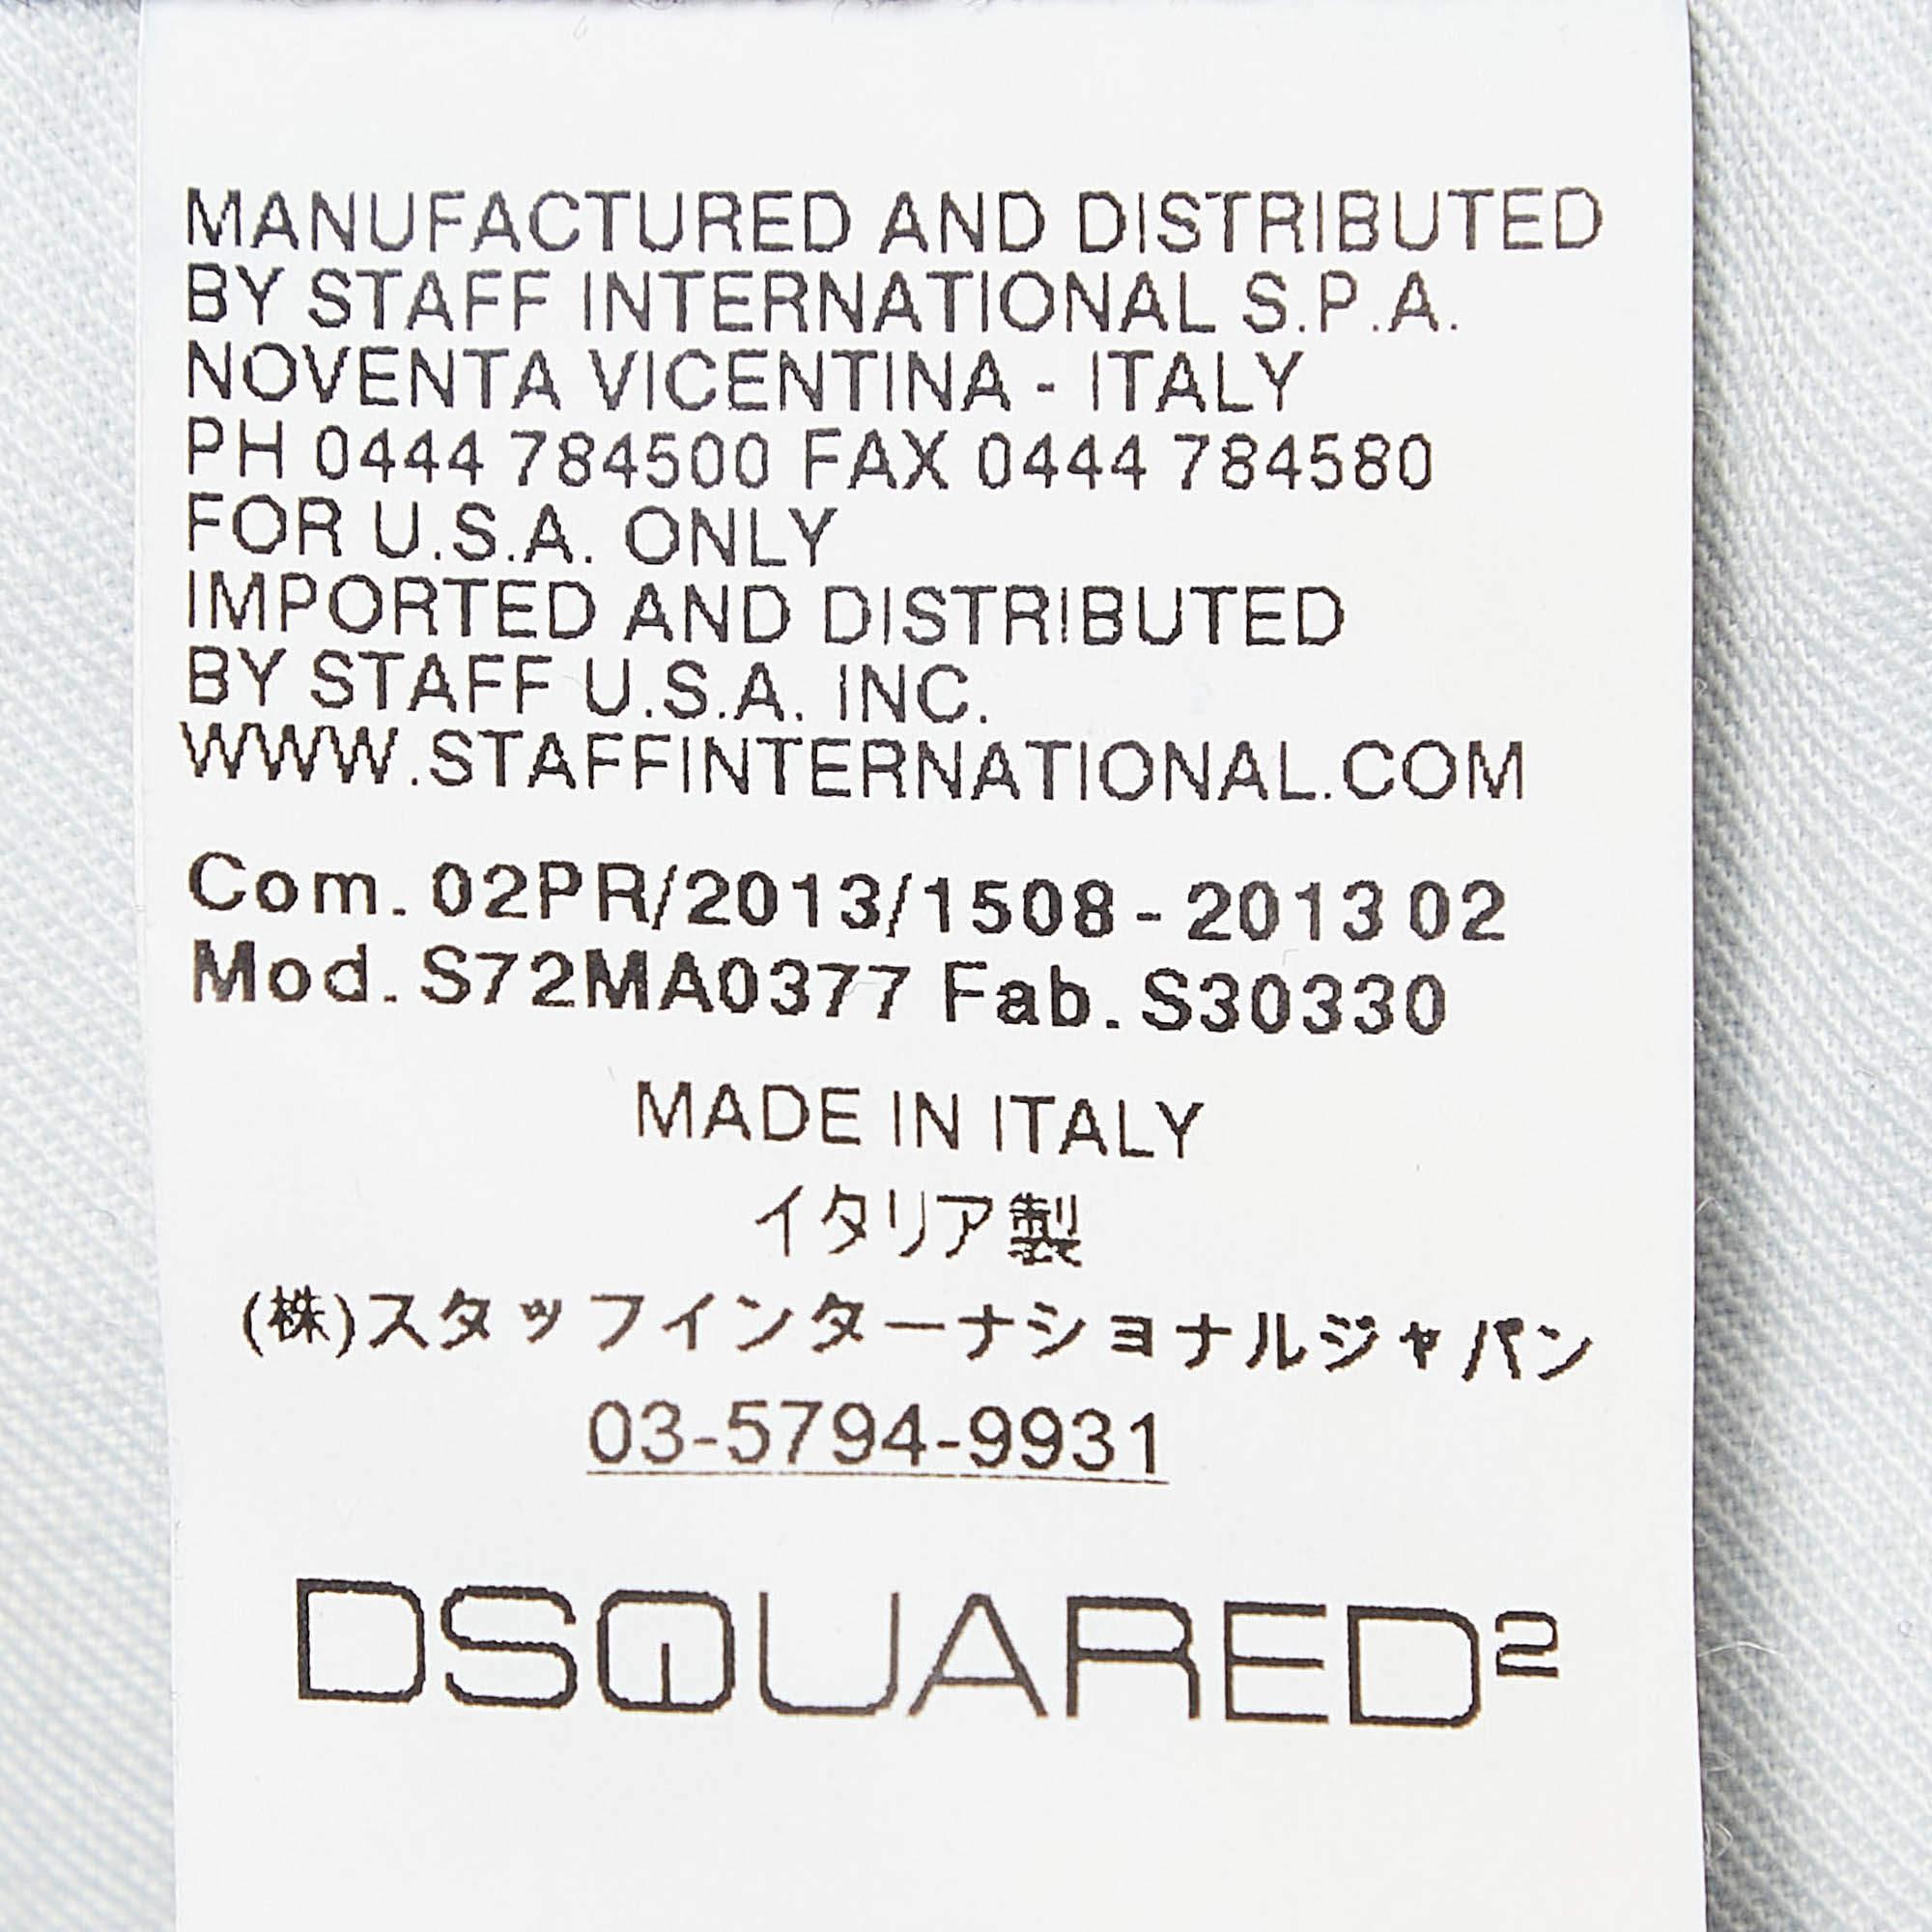 MANUFACTURED AND DISTRIBUTED
BY STAFF INTERNATIONAL S.P.A.
NOVENTA VICENTINA - ITALY
PH 0444 784500 FAX 0444 784580
FOR U.S.A. ONLY
IMPORTED AND DISTRIBUTED
BY STAFF U.S.A. INC.
WWW.STAFFINTERNATIONAL.COM
Com. 02PR/2013/1508 - 2013 02
Mod. S72MA0377 Fab. S30330
MADE IN ITALY
イタリア製
(株)スタッフインターナショナルジャパン
03-5794-9931
DSQUARED²